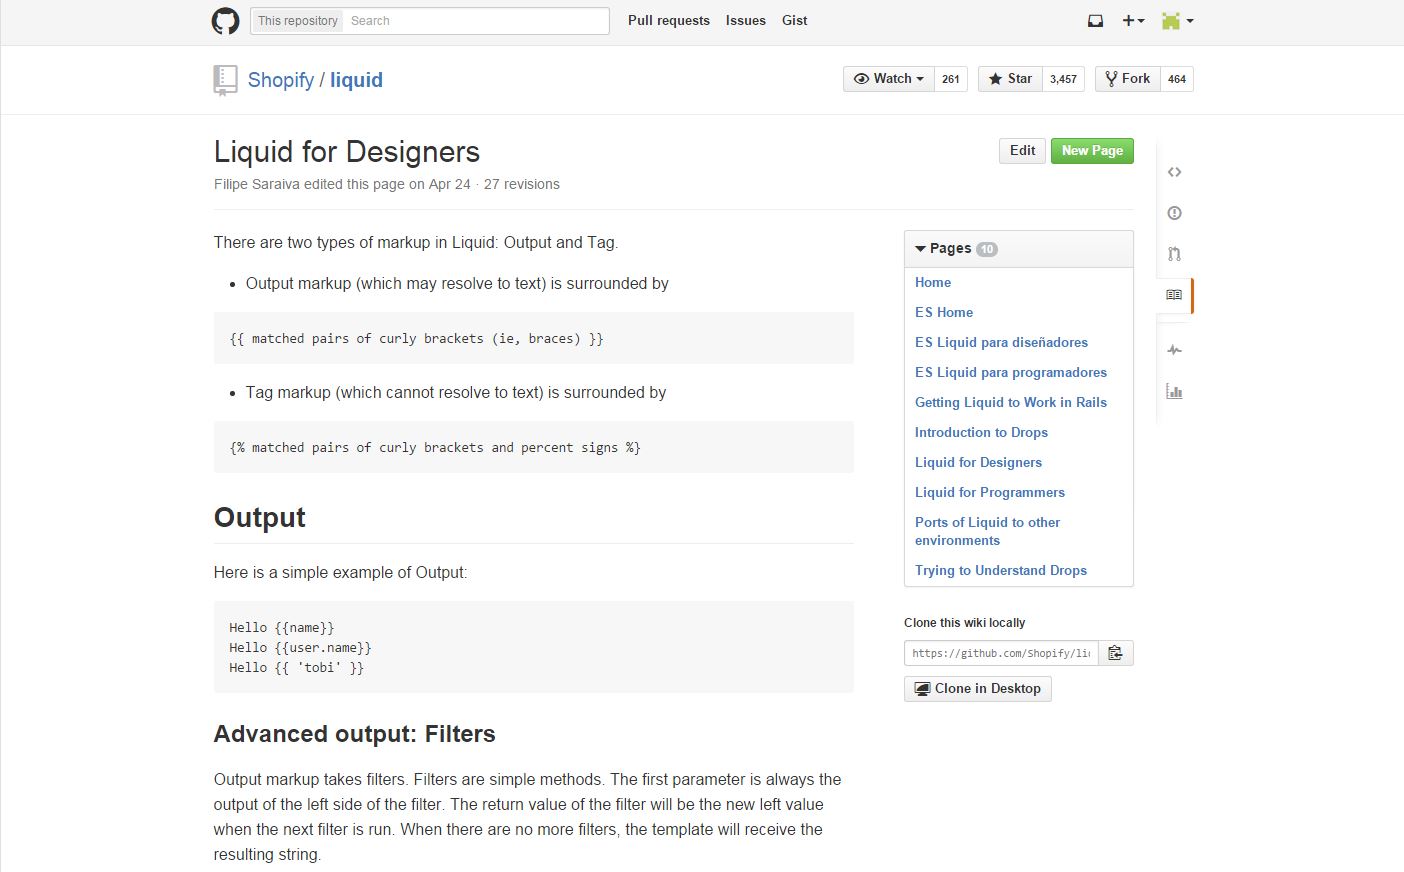 This repository Search Pull requests Issues Gist
Shopify / liquid
Watch 261 Star 3,457 Fork 464
Liquid for Designers
Edit New Page
Filipe Saraiva edited this page on Apr 24 · 27 revisions
There are two types of markup in Liquid: Output and Tag.
• Output markup (which may resolve to text) is surrounded by
{{ matched pairs of curly brackets (ie, braces) }}
• Tag markup (which cannot resolve to text) is surrounded by
{% matched pairs of curly brackets and percent signs %}
Output
Here is a simple example of Output:
Hello {{name}}
Hello {{user.name}}
Hello {{ 'tobi' }}
Advanced output: Filters
Output markup takes filters. Filters are simple methods. The first parameter is always the
output of the left side of the filter. The return value of the filter will be the new left value
when the next filter is run. When there are no more filters, the template will receive the
resulting string.
Pages 10
Home
ES Home
ES Liquid para diseñadores
ES Liquid para programadores
Getting Liquid to Work in Rails
Introduction to Drops
Liquid for Designers
Liquid for Programmers
Ports of Liquid to other
environments
Trying to Understand Drops
Clone this wiki locally
https://github.com/Shopify/li
Clone in Desktop